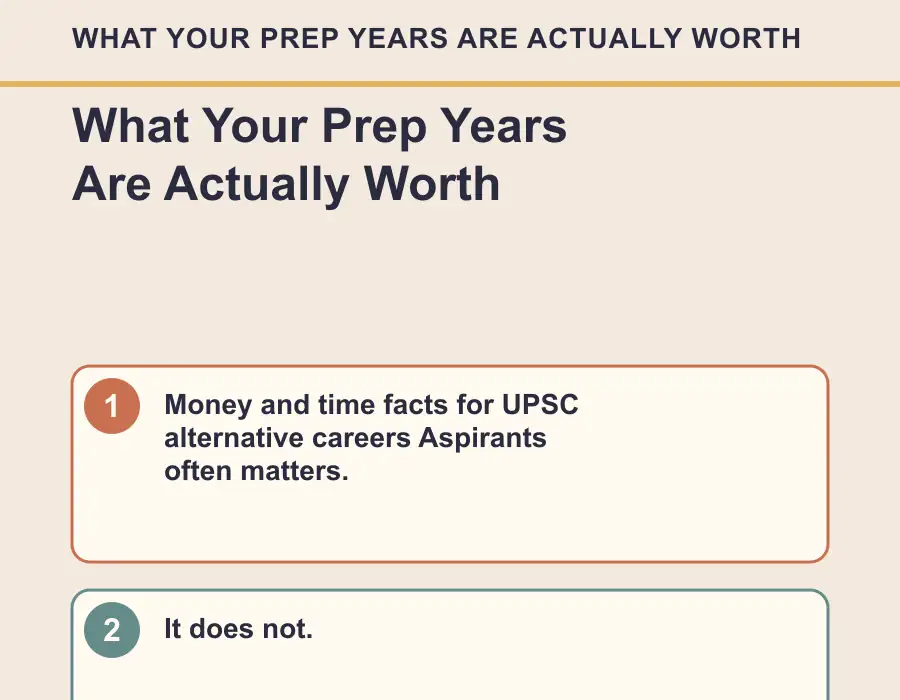 WHAT YOUR PREP YEARS ARE ACTUALLY WORTH
What Your Prep Years
Are Actually Worth
1
Money and time facts for UPSC
alternative careers Aspirants
often matters.
2
It does not.